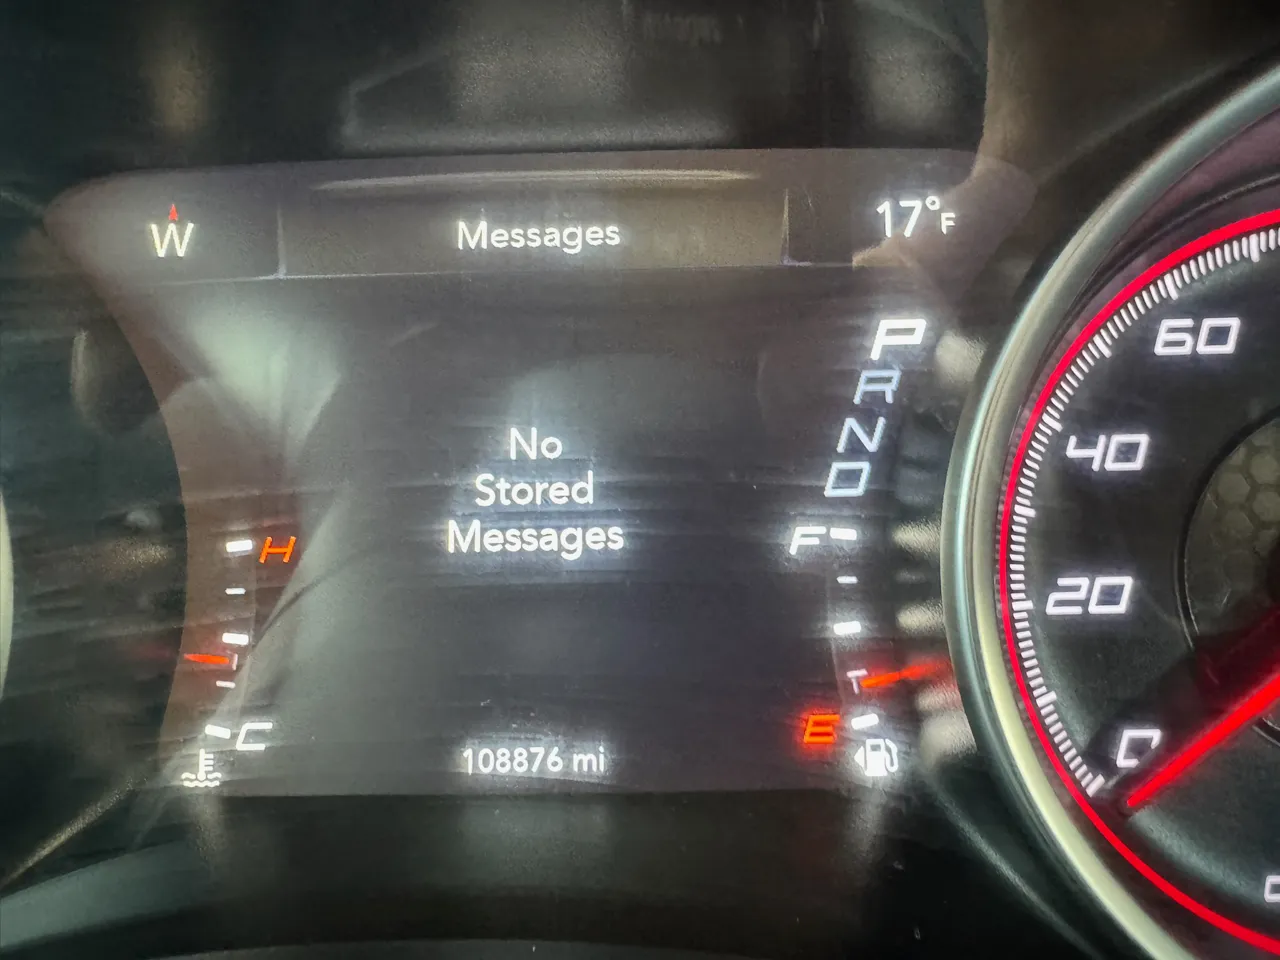 W
Messages
17°F
P
R
N
D
No
Stored
Messages
H
C
F
E
108876 mi
60
40
20
0